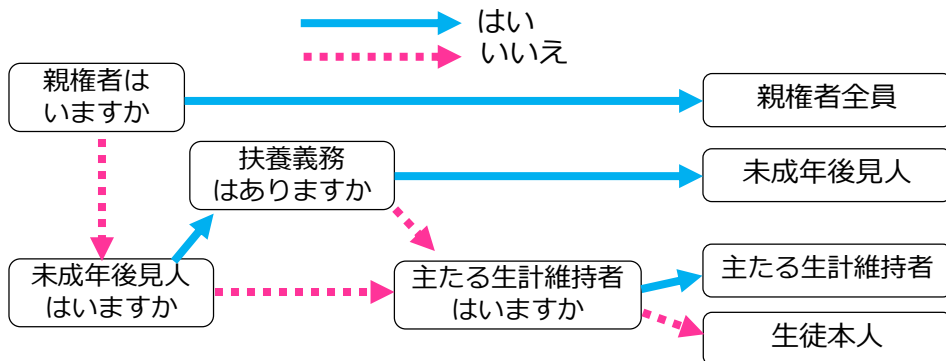 はい
いいえ
親権者は
いますか
親権者全員
扶養義務
はありますか
未成年後見人
未成年後見人
はいますか
主たる生計維持者
はいますか
主たる生計維持者
生徒本人